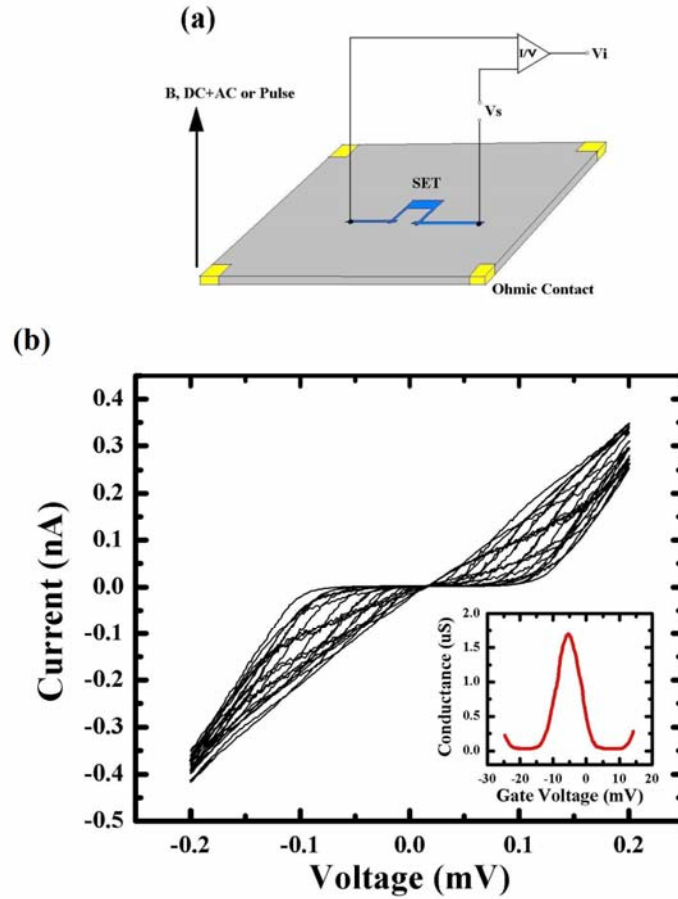 (a)
I/V
Vi
B, DC+AC or Pulse
Vs
SET
Ohmic Contact
(b)
0.4
0.3
0.2
0.1
0.0
-0.1
-0.2
-0.3
-0.4
-0.5
Current (nA)
-0.2 -0.1 0.0 0.1 0.2
Voltage (mV)
2.0
1.5
1.0
0.5
0.0
Conductance (uS)
-30 -20 -10 0 10 20
Gate Voltage (mV)